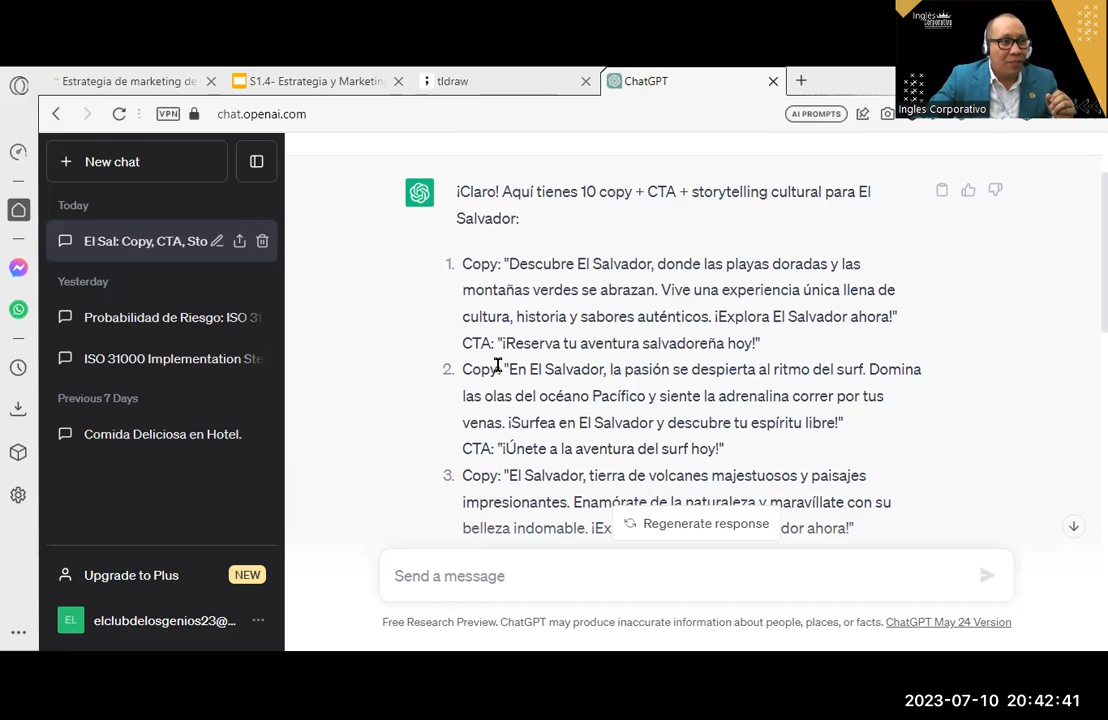 Inglés
Corporativo
Ingles Corporativo
Estrategia de marketing de
S1.4- Estrategia y Marketin
tldraw
ChatGPT
VPN
chat.openai.com
AI PROMPTS
New chat
Today
El Sal: Copy, CTA, Sto
Yesterday
Probabilidad de Riesgo: ISO 31
ISO 31000 Implementation Ste
Previous 7 Days
Comida Deliciosa en Hotel.
Upgrade to Plus
NEW
EL
elclubdelosgenios23@...
¡Claro! Aquí tienes 10 copy + CTA + storytelling cultural para El
Salvador:
1. Copy: "Descubre El Salvador, donde las playas doradas y las
montañas verdes se abrazan. Vive una experiencia única llena de
cultura, historia y sabores auténticos. ¡Explora El Salvador ahora!"
CTA: "¡Reserva tu aventura salvadoreña hoy!"
2. Copy: "En El Salvador, la pasión se despierta al ritmo del surf. Domina
las olas del océano Pacífico y siente la adrenalina correr por tus
venas. ¡Surfea en El Salvador y descubre tu espíritu libre!"
CTA: "¡Únete a la aventura del surf hoy!"
3. Copy: "El Salvador, tierra de volcanes majestuosos y paisajes
impresionantes. Enamórate de la naturaleza y maravíllate con su
belleza indomable. ¡Ex
dor ahora!"
Regenerate response
Send a message
Free Research Preview. ChatGPT may produce inaccurate information about people, places, or facts. ChatGPT May 24 Version
2023-07-10 20:42:41